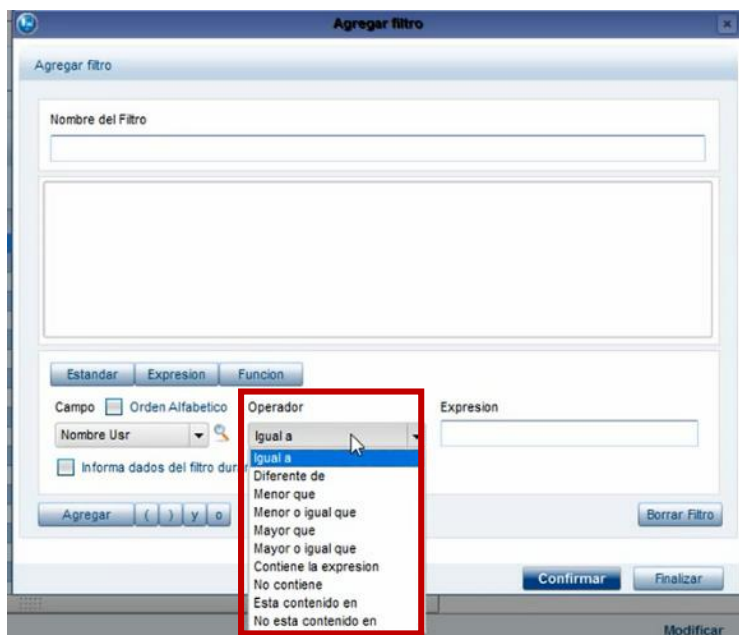 Agregar filtro
Agregar filtro
Nombre del Filtro
Estandar Expresion Funcion
Campo Orden Alfabetico Operador Expresion
Nombre Usr Igual a
Informa dados del filtro
Igual a
Diferente de
Menor que
Menor o igual que
Mayor que
Mayor o igual que
Contiene la expresion
No contiene
Esta contenido en
No esta contenido en
Agregar ( ) y o Borrar Filtro
Confirmar Finalizar
Modificar